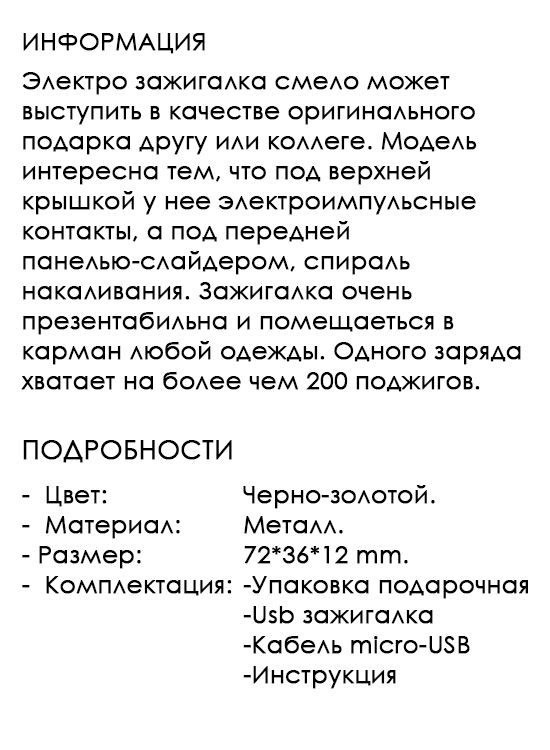 ИНФОРМАЦИЯ
Электро зажигалка смело может
выступить в качестве оригинального
подарка другу или коллеге. Модель
интересна тем, что под верхней
крышкой у нее электроимпульсные
контакты, а под передней
панелью-слайдером, спираль
накаливания. Зажигалка очень
презентабильна и помещаеться в
карман любой одежды. Одного заряда
хватает на более чем 200 поджигов.
ПОДРОБНОСТИ
- Цвет: Черно-золотой.
- Материал: Металл.
- Размер: 72*36*12 mm.
- Комплектация: -Упаковка подарочная
-Usb зажигалка
-Кабель micro-USB
-Инструкция